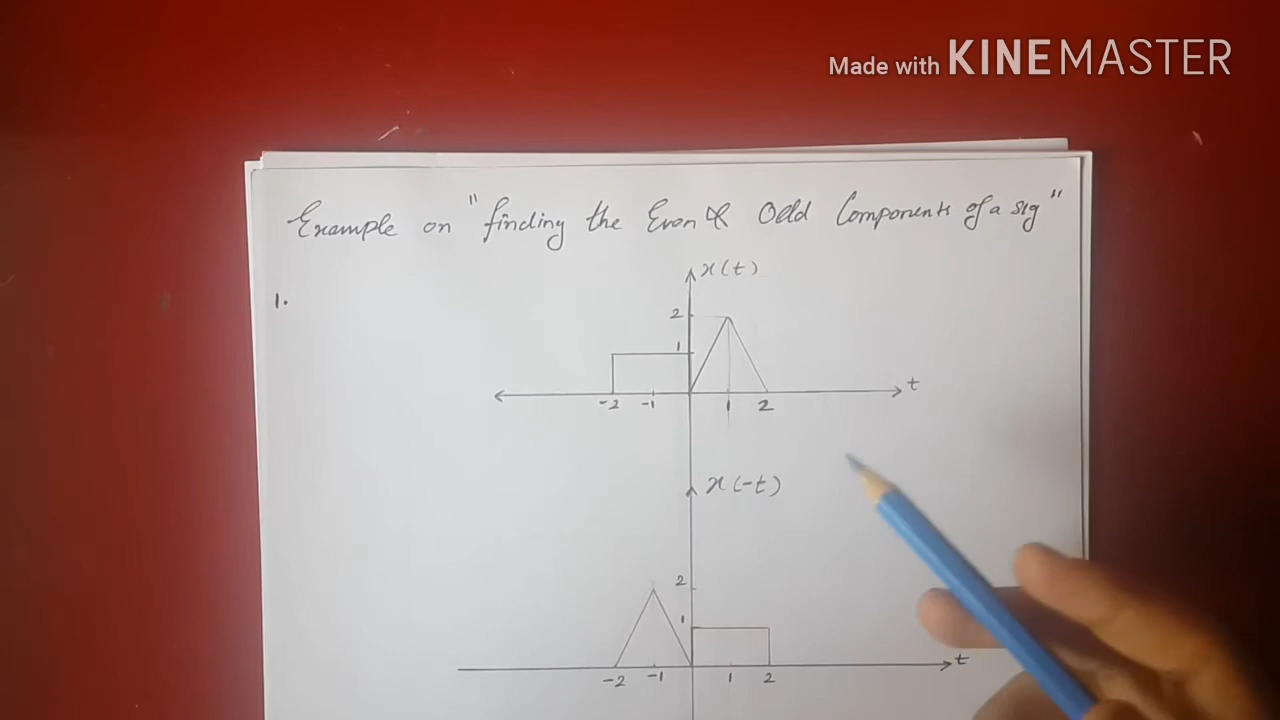 Made with KINEMASTER
Example on "finding the Even & Odd Components of a sig"
1.
x(t)
2
1
-2 -1 1 2 t
x(-t)
2
1
-2 -1 1 2 t